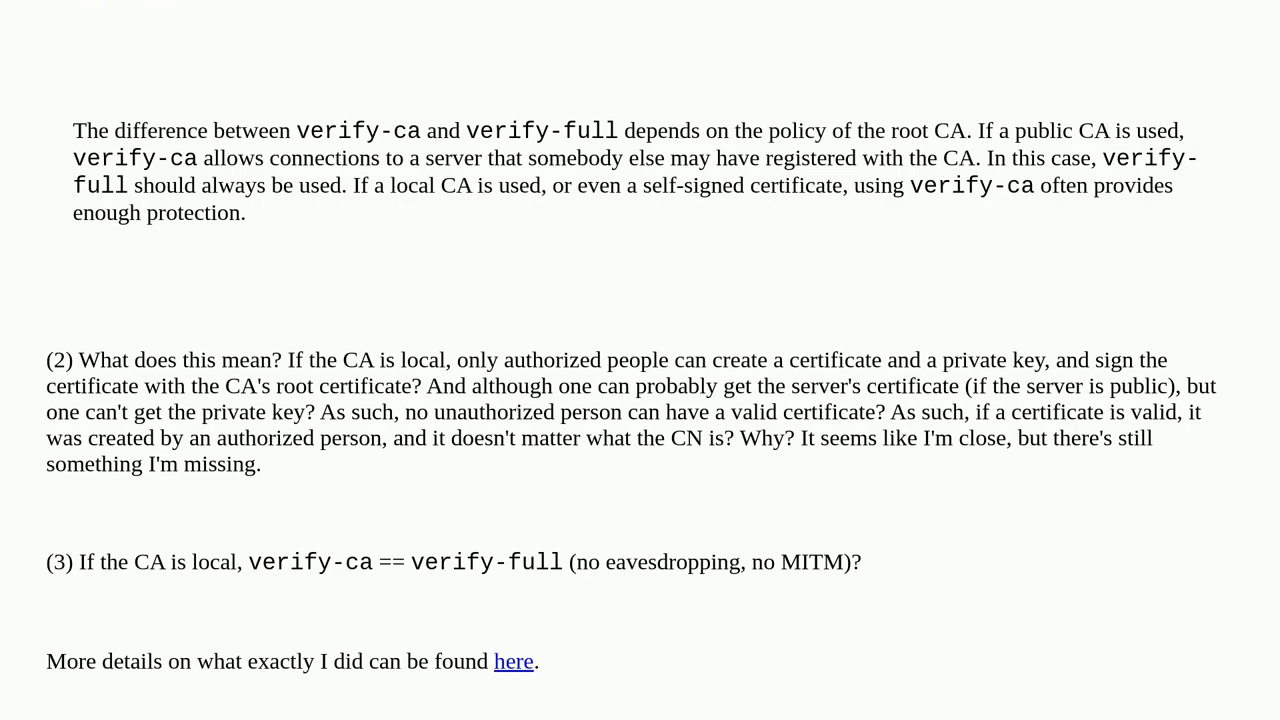 The difference between verify-ca and verify-full depends on the policy of the root CA. If a public CA is used,
verify-ca allows connections to a server that somebody else may have registered with the CA. In this case, verify-
full should always be used. If a local CA is used, or even a self-signed certificate, using verify-ca often provides
enough protection.
(2) What does this mean? If the CA is local, only authorized people can create a certificate and a private key, and sign the
certificate with the CA's root certificate? And although one can probably get the server's certificate (if the server is public), but
one can't get the private key? As such, no unauthorized person can have a valid certificate? As such, if a certificate is valid, it
was created by an authorized person, and it doesn't matter what the CN is? Why? It seems like I'm close, but there's still
something I'm missing.
(3) If the CA is local, verify-ca == verify-full (no eavesdropping, no MITM)?
More details on what exactly I did can be found here.